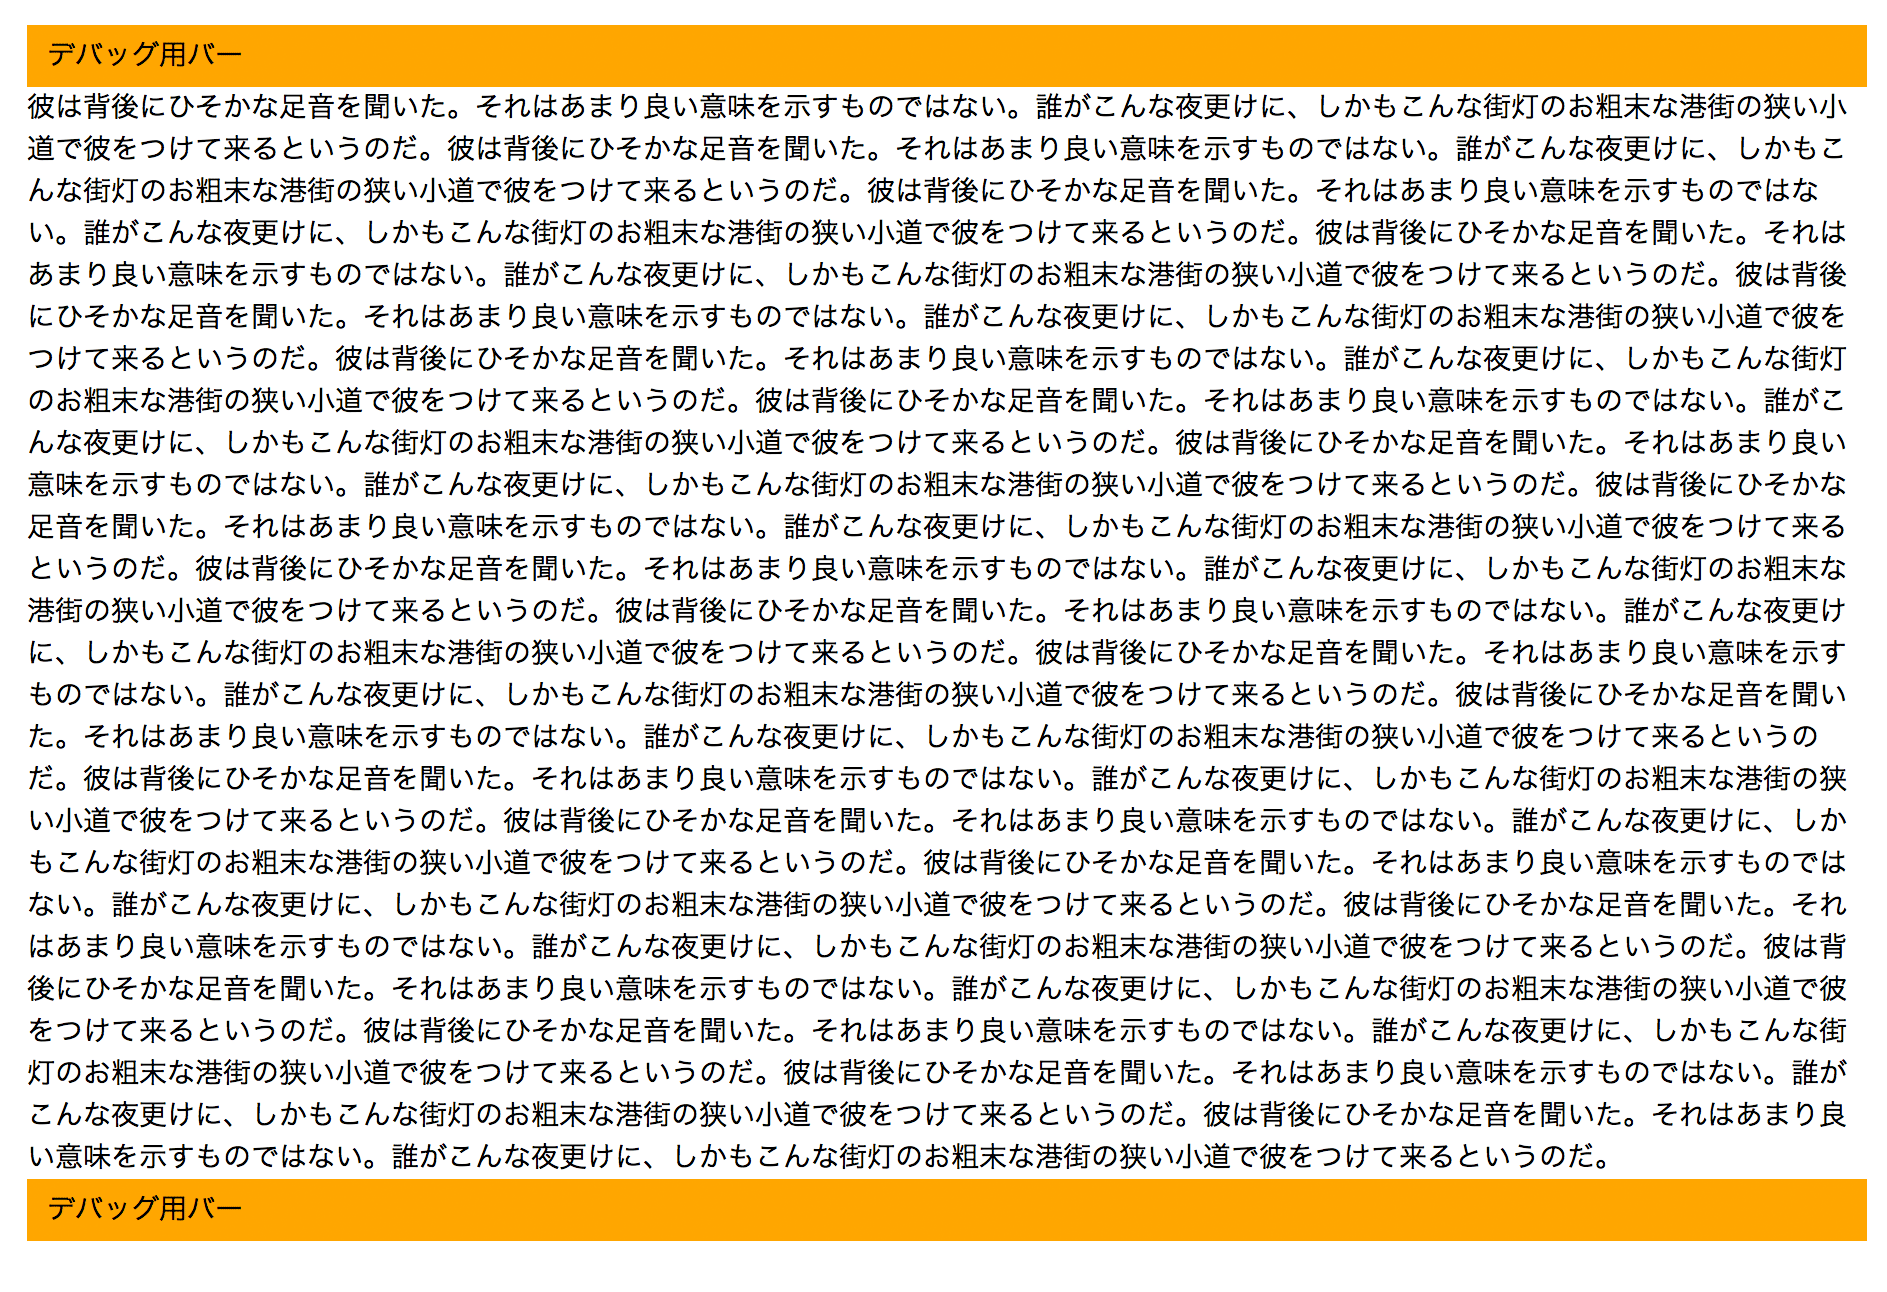 デバッグ用バー
彼は背後にひそかな足音を聞いた。それはあまり良い意味を示すものではない。誰がこんな夜更けに、しかもこんな街灯のお粗末な港街の狭い小
道で彼をつけて来るというのだ。彼は背後にひそかな足音を聞いた。それはあまり良い意味を示すものではない。誰がこんな夜更けに、しかもこ
んな街灯のお粗末な港街の狭い小道で彼をつけて来るというのだ。彼は背後にひそかな足音を聞いた。それはあまり良い意味を示すものではな
い。誰がこんな夜更けに、しかもこんな街灯のお粗末な港街の狭い小道で彼をつけて来るというのだ。彼は背後にひそかな足音を聞いた。それは
あまり良い意味を示すものではない。誰がこんな夜更けに、しかもこんな街灯のお粗末な港街の狭い小道で彼をつけて来るというのだ。彼は背後
にひそかな足音を聞いた。それはあまり良い意味を示すものではない。誰がこんな夜更けに、しかもこんな街灯のお粗末な港街の狭い小道で彼を
つけて来るというのだ。彼は背後にひそかな足音を聞いた。それはあまり良い意味を示すものではない。誰がこんな夜更けに、しかもこんな街灯
のお粗末な港街の狭い小道で彼をつけて来るというのだ。彼は背後にひそかな足音を聞いた。それはあまり良い意味を示すものではない。誰がこ
んな夜更けに、しかもこんな街灯のお粗末な港街の狭い小道で彼をつけて来るというのだ。彼は背後にひそかな足音を聞いた。それはあまり良い
意味を示すものではない。誰がこんな夜更けに、しかもこんな街灯のお粗末な港街の狭い小道で彼をつけて来るというのだ。彼は背後にひそかな
足音を聞いた。それはあまり良い意味を示すものではない。誰がこんな夜更けに、しかもこんな街灯のお粗末な港街の狭い小道で彼をつけて来る
というのだ。彼は背後にひそかな足音を聞いた。それはあまり良い意味を示すものではない。誰がこんな夜更けに、しかもこんな街灯のお粗末な
港街の狭い小道で彼をつけて来るというのだ。彼は背後にひそかな足音を聞いた。それはあまり良い意味を示すものではない。誰がこんな夜更け
に、しかもこんな街灯のお粗末な港街の狭い小道で彼をつけて来るというのだ。彼は背後にひそかな足音を聞いた。それはあまり良い意味を示す
ものではない。誰がこんな夜更けに、しかもこんな街灯のお粗末な港街の狭い小道で彼をつけて来るというのだ。彼は背後にひそかな足音を聞い
た。それはあまり良い意味を示すものではない。誰がこんな夜更けに、しかもこんな街灯のお粗末な港街の狭い小道で彼をつけて来るというの
だ。彼は背後にひそかな足音を聞いた。それはあまり良い意味を示すものではない。誰がこんな夜更けに、しかもこんな街灯のお粗末な港街の狭
い小道で彼をつけて来るというのだ。彼は背後にひそかな足音を聞いた。それはあまり良い意味を示すものではない。誰がこんな夜更けに、しか
もこんな街灯のお粗末な港街の狭い小道で彼をつけて来るというのだ。彼は背後にひそかな足音を聞いた。それはあまり良い意味を示すものでは
ない。誰がこんな夜更けに、しかもこんな街灯のお粗末な港街の狭い小道で彼をつけて来るというのだ。彼は背後にひそかな足音を聞いた。それ
はあまり良い意味を示すものではない。誰がこんな夜更けに、しかもこんな街灯のお粗末な港街の狭い小道で彼をつけて来るというのだ。彼は背
後にひそかな足音を聞いた。それはあまり良い意味を示すものではない。誰がこんな夜更けに、しかもこんな街灯のお粗末な港街の狭い小道で彼
をつけて来るというのだ。彼は背後にひそかな足音を聞いた。それはあまり良い意味を示すものではない。誰がこんな夜更けに、しかもこんな街
灯のお粗末な港街の狭い小道で彼をつけて来るというのだ。彼は背後にひそかな足音を聞いた。それはあまり良い意味を示すものではない。誰が
こんな夜更けに、しかもこんな街灯のお粗末な港街の狭い小道で彼をつけて来るというのだ。彼は背後にひそかな足音を聞いた。それはあまり良
い意味を示すものではない。誰がこんな夜更けに、しかもこんな街灯のお粗末な港街の狭い小道で彼をつけて来るというのだ。
デバッグ用バー